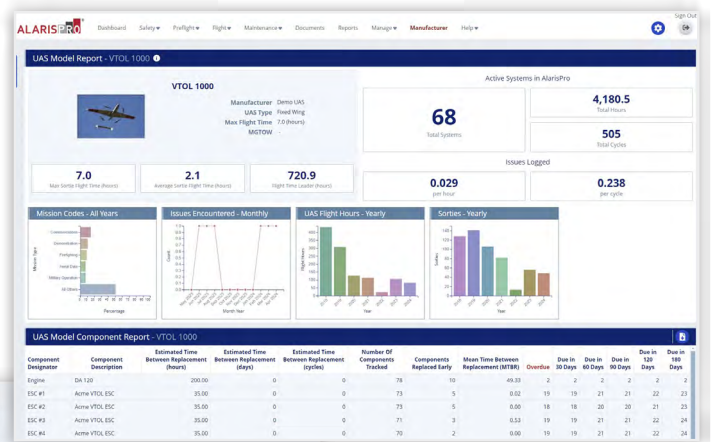 Sign Out
ALARISPRO Dashboard Safety Preflight Flight Maintenance Documents Reports Manage Manufacturer Help
UAS Model Report - VTOL 1000
VTOL 1000
Manufacturer Demo UAS
UAS Type Fixed Wing
Max Flight Time 7.0 (hours)
MGTOW -
Active Systems in AlarisPro
68
Total Systems
4,180.5
Total Hours
505
Total Cycles
7.0
Max Sortie Flight Time (hours)
2.1
Average Sortie Flight Time (hours)
720.9
Flight Time Leader (hours)
Issues Logged
0.029
per hour
0.238
per cycle
Mission Codes - All Years
Issues Encountered - Monthly
UAS Flight Hours - Yearly
Sorties - Yearly
Mission Type
Percentage
Count
Month Year
Flight Hours
Year
Sorties
Year
UAS Model Component Report - VTOL 1000
Component Designator Component Description Estimated Time Between Replacement (hours) Estimated Time Between Replacement (days) Estimated Time Between Replacement (cycles) Number Of Components Tracked Components Replaced Early Mean Time Between Replacement (MTBR) Overdue Due in 30 Days Due in 60 Days Due in 90 Days Due in 120 Days Due in 180 Days
Engine DA 120 200.00 0 0 78 10 49.33 2 2 2 2 2 2
ESC #1 Acme VTOL ESC 35.00 0 0 73 5 0.02 19 19 21 21 22 23
ESC #2 Acme VTOL ESC 35.00 0 0 73 5 0.00 18 18 20 20 21 23
ESC #3 Acme VTOL ESC 35.00 0 0 71 3 0.53 19 19 21 21 22 24
ESC #4 Acme VTOL ESC 35.00 0 0 70 2 0.00 19 19 21 21 22 24